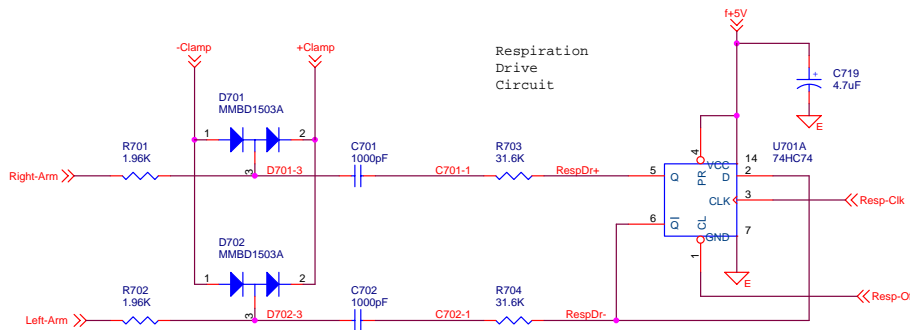 f+5V
-Clamp
+Clamp
Respiration
Drive
Circuit
C719
4.7uF
+
E
D701
MMBD1503A
1
2
3
R701
1.96K
Right-Arm
D701-3
C701
1000pF
C701-1
R703
31.6K
RespDr+
U701A
74HC74
4
14
5
Q
PR
VCC
D
2
CLK
3
Resp-Clk
6
Q
CL
GND
7
1
E
D702
MMBD1503A
1
2
3
R702
1.96K
Left-Arm
D702-3
C702
1000pF
C702-1
R704
31.6K
RespDr-